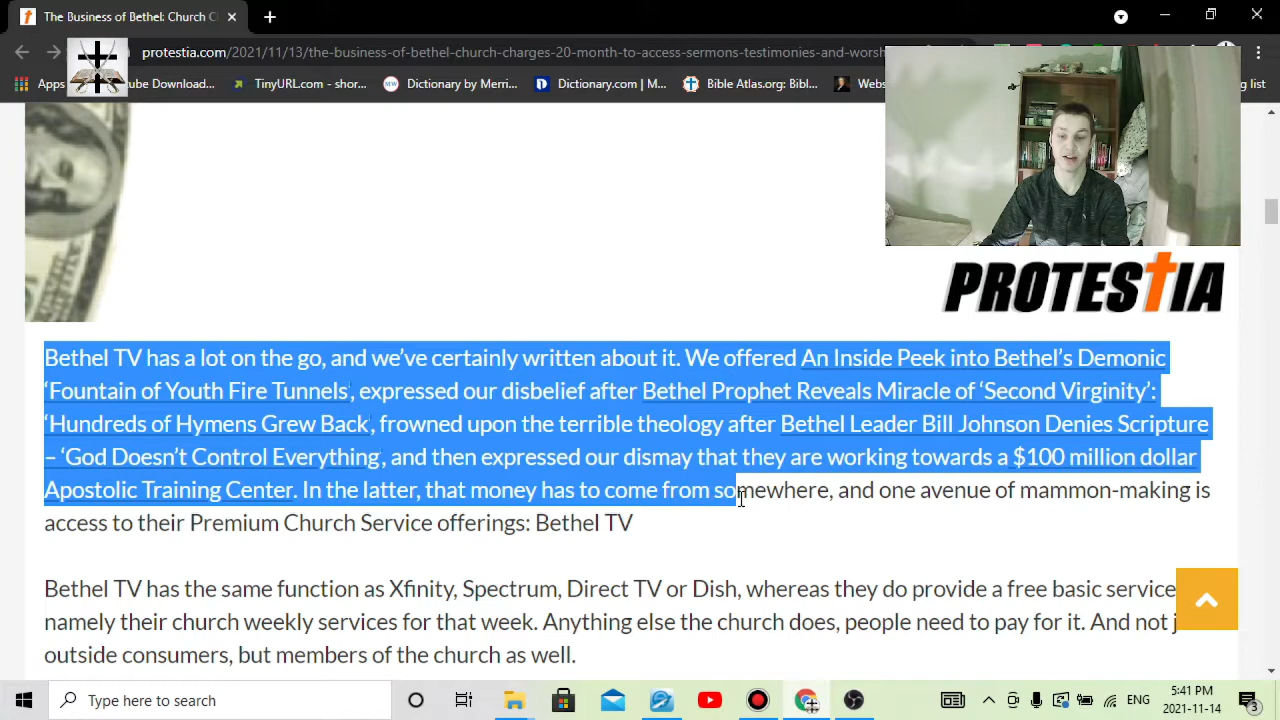 The Business of Bethel: Church C
protestia.com/2021/11/13/the-business-of-bethel-church-charges-20-month-to-access-sermons-testimonies-and-worsh
Apps
tube Download...
TinyURL.com - shor...
Dictionary by Merri...
Dictionary.com | M...
Bible Atlas.org: Bibl...
Webs
ng list
PROTESTIA
Bethel TV has a lot on the go, and we've certainly written about it. We offered An Inside Peek into Bethel's Demonic
'Fountain of Youth Fire Tunnels', expressed our disbelief after Bethel Prophet Reveals Miracle of 'Second Virginity':
'Hundreds of Hymens Grew Back', frowned upon the terrible theology after Bethel Leader Bill Johnson Denies Scripture
– 'God Doesn't Control Everything', and then expressed our dismay that they are working towards a $100 million dollar
Apostolic Training Center. In the latter, that money has to come from somewhere, and one avenue of mammon-making is
access to their Premium Church Service offerings: Bethel TV
Bethel TV has the same function as Xfinity, Spectrum, Direct TV or Dish, whereas they do provide a free basic service
namely their church weekly services for that week. Anything else the church does, people need to pay for it. And not j
outside consumers, but members of the church as well.
Type here to search
ENG
5:41 PM
2021-11-14
3